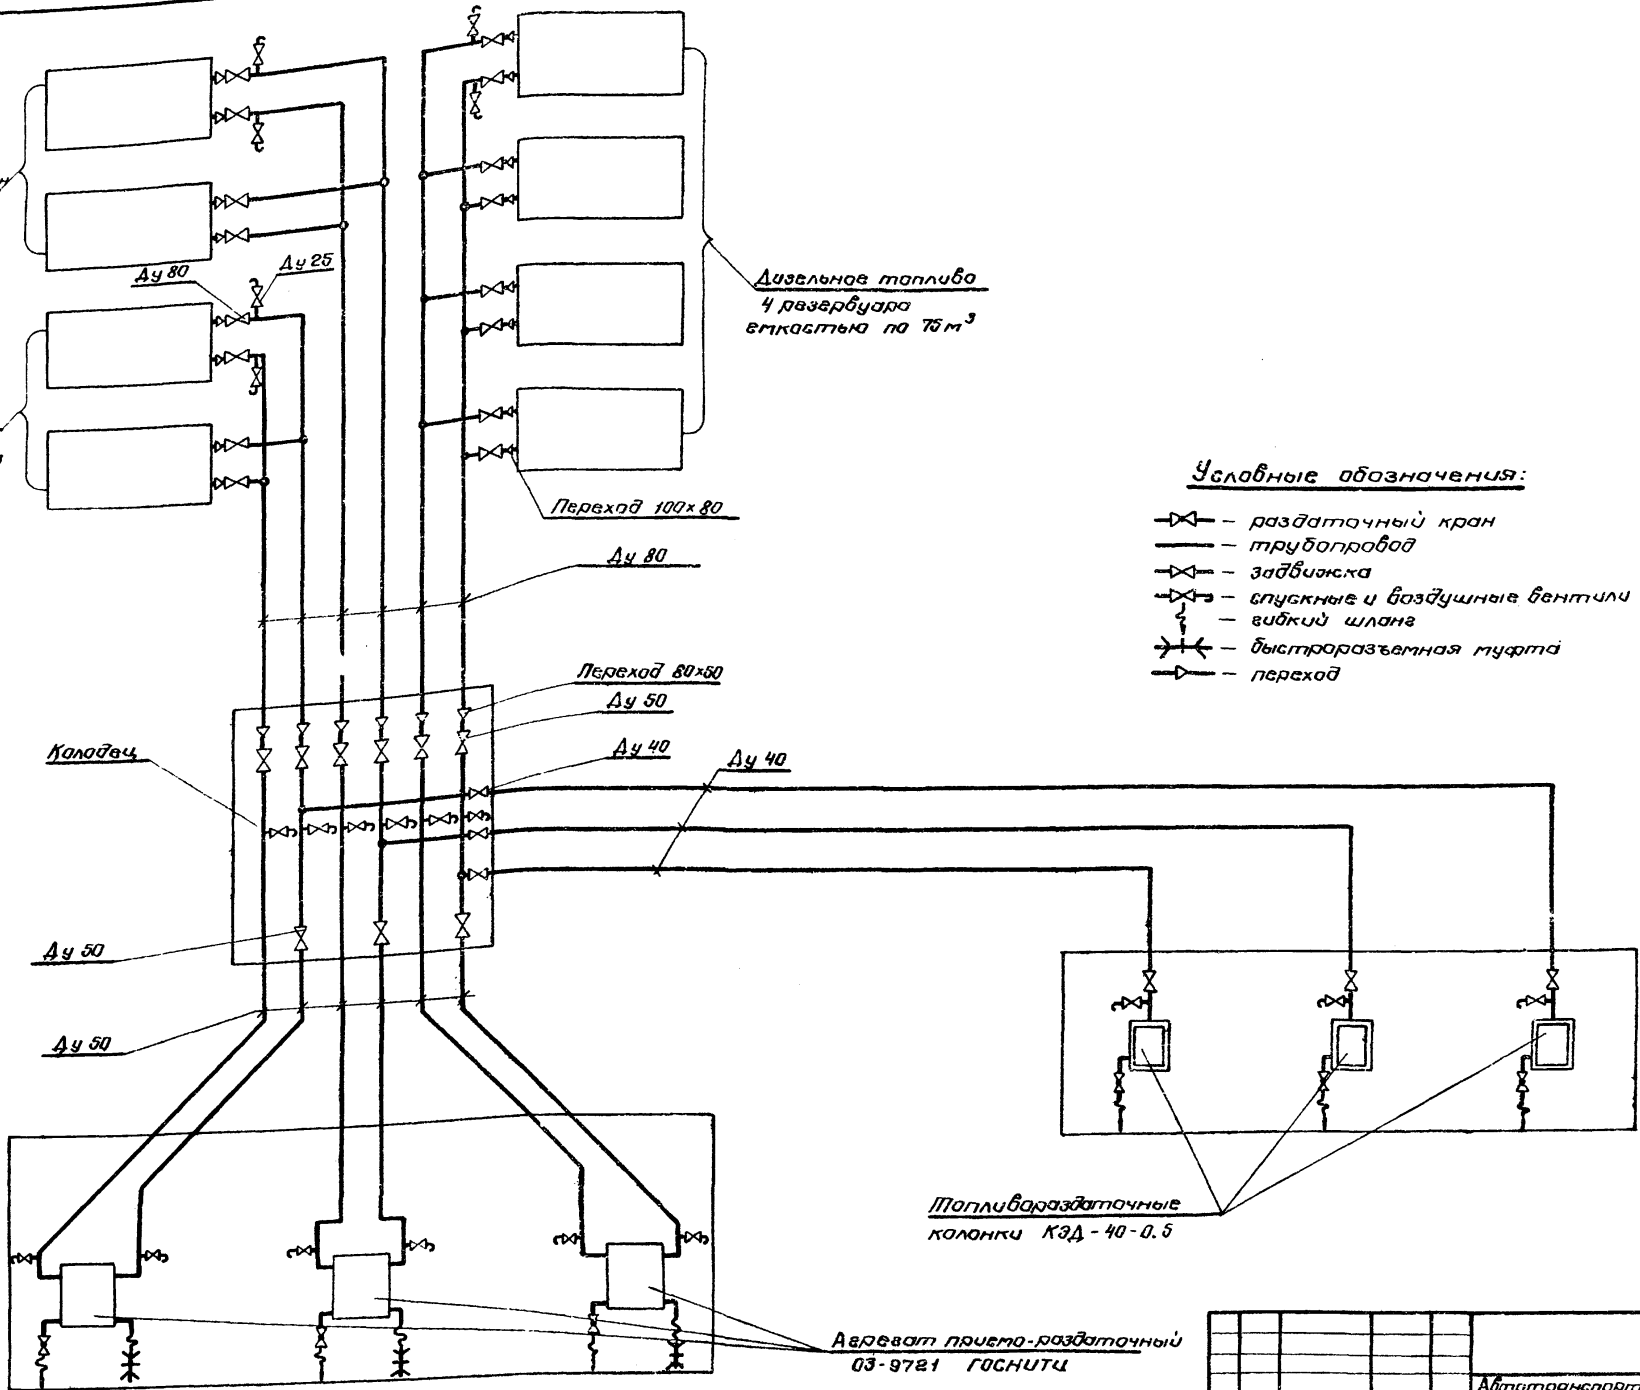 Ду 80
Ду 25
Дизельное топливо
4 резервуара
емкостью по 75 м³
Переход 100×80
Ду 80
Условные обозначения:
– раздаточный кран
– трубопровод
– задвижка
– спускные и воздушные вентили
– гибкий шланг
– быстроразъемная муфта
– переход
Переход 80×50
Ду 50
Ду 40
Ду 40
Колодец
Ду 50
Ду 50
Топливораздаточные
колонки КЭД-40-0.5
Агрегат приемо-раздаточный
03-9721 ГОСНИТИ